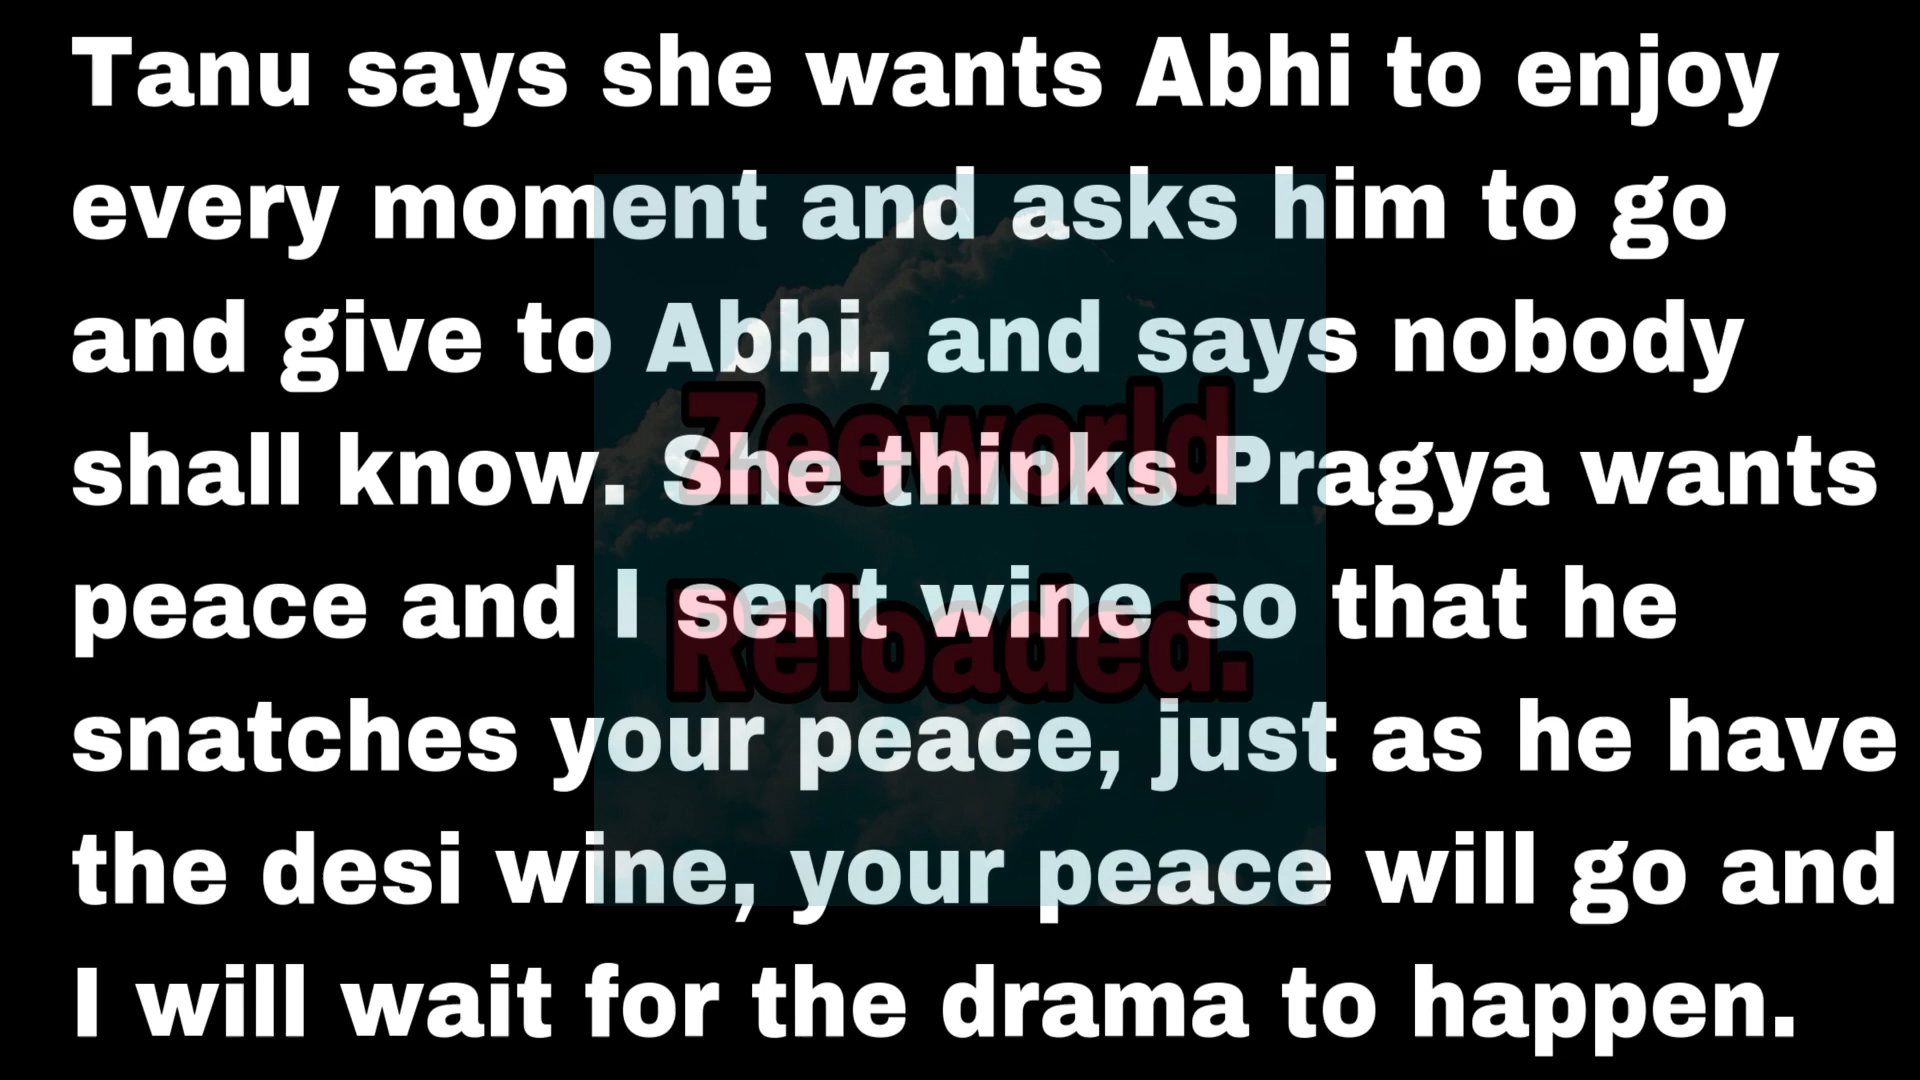 Tanu says she wants Abhi to enjoy
every moment and asks him to go
and give to Abhi, and says nobody
shall know. She thinks Pragya wants
peace and I sent wine so that he
snatches your peace, just as he have
the desi wine, your peace will go and
I will wait for the drama to happen.
Zeeworld
Reloaded.